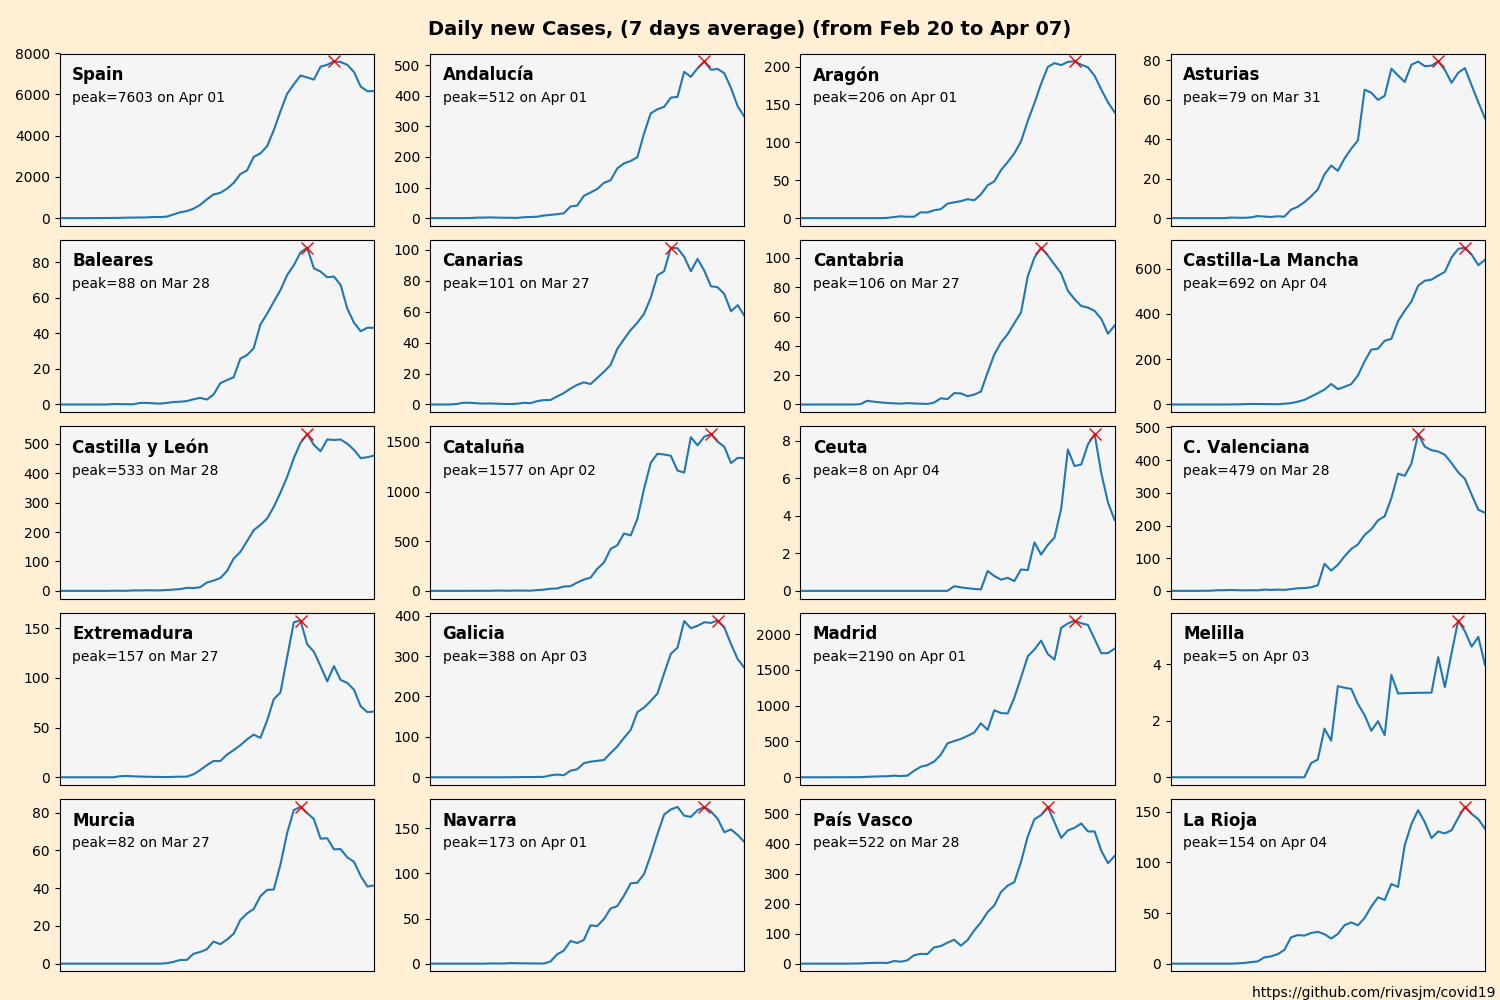 Daily new Cases, (7 days average) (from Feb 20 to Apr 07)
Spain
peak=7603 on Apr 01
8000
6000
4000
2000
0
Andalucía
peak=512 on Apr 01
500
400
300
200
100
0
Aragón
peak=206 on Apr 01
200
150
100
50
0
Asturias
peak=79 on Mar 31
80
60
40
20
0
Baleares
peak=88 on Mar 28
80
60
40
20
0
Canarias
peak=101 on Mar 27
100
80
60
40
20
0
Cantabria
peak=106 on Mar 27
100
80
60
40
20
0
Castilla-La Mancha
peak=692 on Apr 04
600
400
200
0
Castilla y León
peak=533 on Mar 28
500
400
300
200
100
0
Cataluña
peak=1577 on Apr 02
1500
1000
500
0
Ceuta
peak=8 on Apr 04
8
6
4
2
0
C. Valenciana
peak=479 on Mar 28
500
400
300
200
100
0
Extremadura
peak=157 on Mar 27
150
100
50
0
Galicia
peak=388 on Apr 03
400
300
200
100
0
Madrid
peak=2190 on Apr 01
2000
1500
1000
500
0
Melilla
peak=5 on Apr 03
4
2
0
Murcia
peak=82 on Mar 27
80
60
40
20
0
Navarra
peak=173 on Apr 01
150
100
50
0
País Vasco
peak=522 on Mar 28
500
400
300
200
100
0
La Rioja
peak=154 on Apr 04
150
100
50
0
https://github.com/rivasjm/covid19